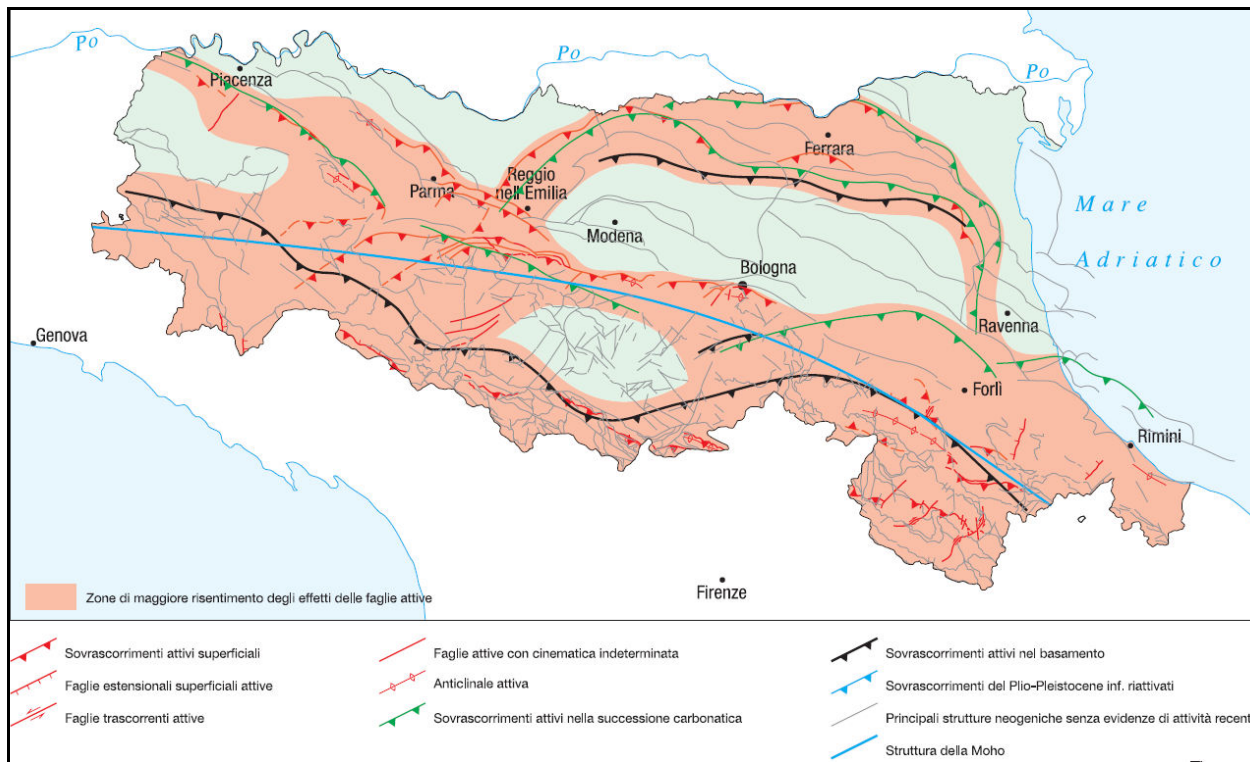 Po
Po
Po
Piacenza
Ferrara
Parma
Reggio
nell'Emilia
Modena
Mare
Adriatico
Bologna
Ravenna
Genova
Forlì
Rimini
Firenze
Zone di maggiore risentimento degli effetti delle faglie attive
Sovrascorrimenti attivi superficiali
Faglie estensionali superficiali attive
Faglie trascorrenti attive
Faglie attive con cinematica indeterminata
Anticlinale attiva
Sovrascorrimenti attivi nella successione carbonatica
Sovrascorrimenti attivi nel basamento
Sovrascorrimenti del Plio-Pleistocene inf. riattivati
Principali strutture neogeniche senza evidenze di attività recent
Struttura della Moho